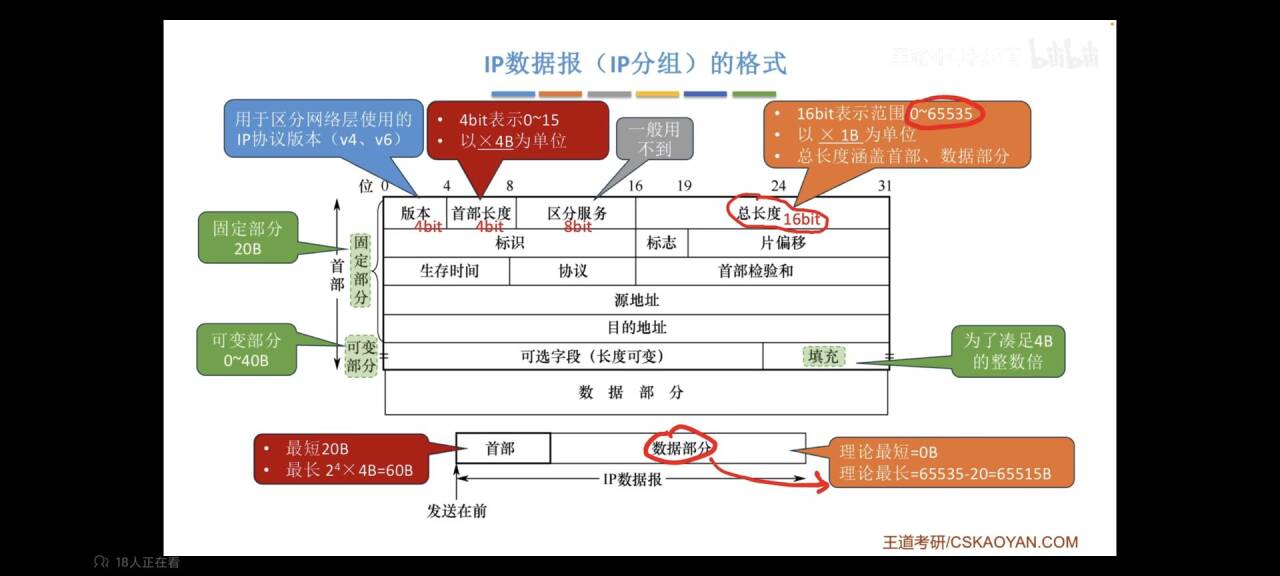 IP数据报（IP分组）的格式
bilibili
用于区分网络层使用的
IP协议版本（v4、v6）
• 4bit表示0~15
• 以×4B为单位
一般用
不到
• 16bit表示范围 0~65535
• 以 × 1B 为单位
• 总长度涵盖首部、数据部分
位 0 4 8 16 19 24 31
版本 首部长度 区分服务 总长度
4bit 4bit 8bit 16bit
固定部分
20B
首部
固定部分
标识 标志 片偏移
生存时间 协议 首部检验和
源地址
目的地址
可变部分
0~40B
可变
部分
可选字段（长度可变） 填充
为了凑足4B
的整数倍
数 据 部 分
• 最短20B
• 最长 2⁴×4B=60B
首部 数据部分
理论最短=0B
理论最长=65535-20=65515B
IP数据报
发送在前
王道考研/CSKAOYAN.COM
18人正在看